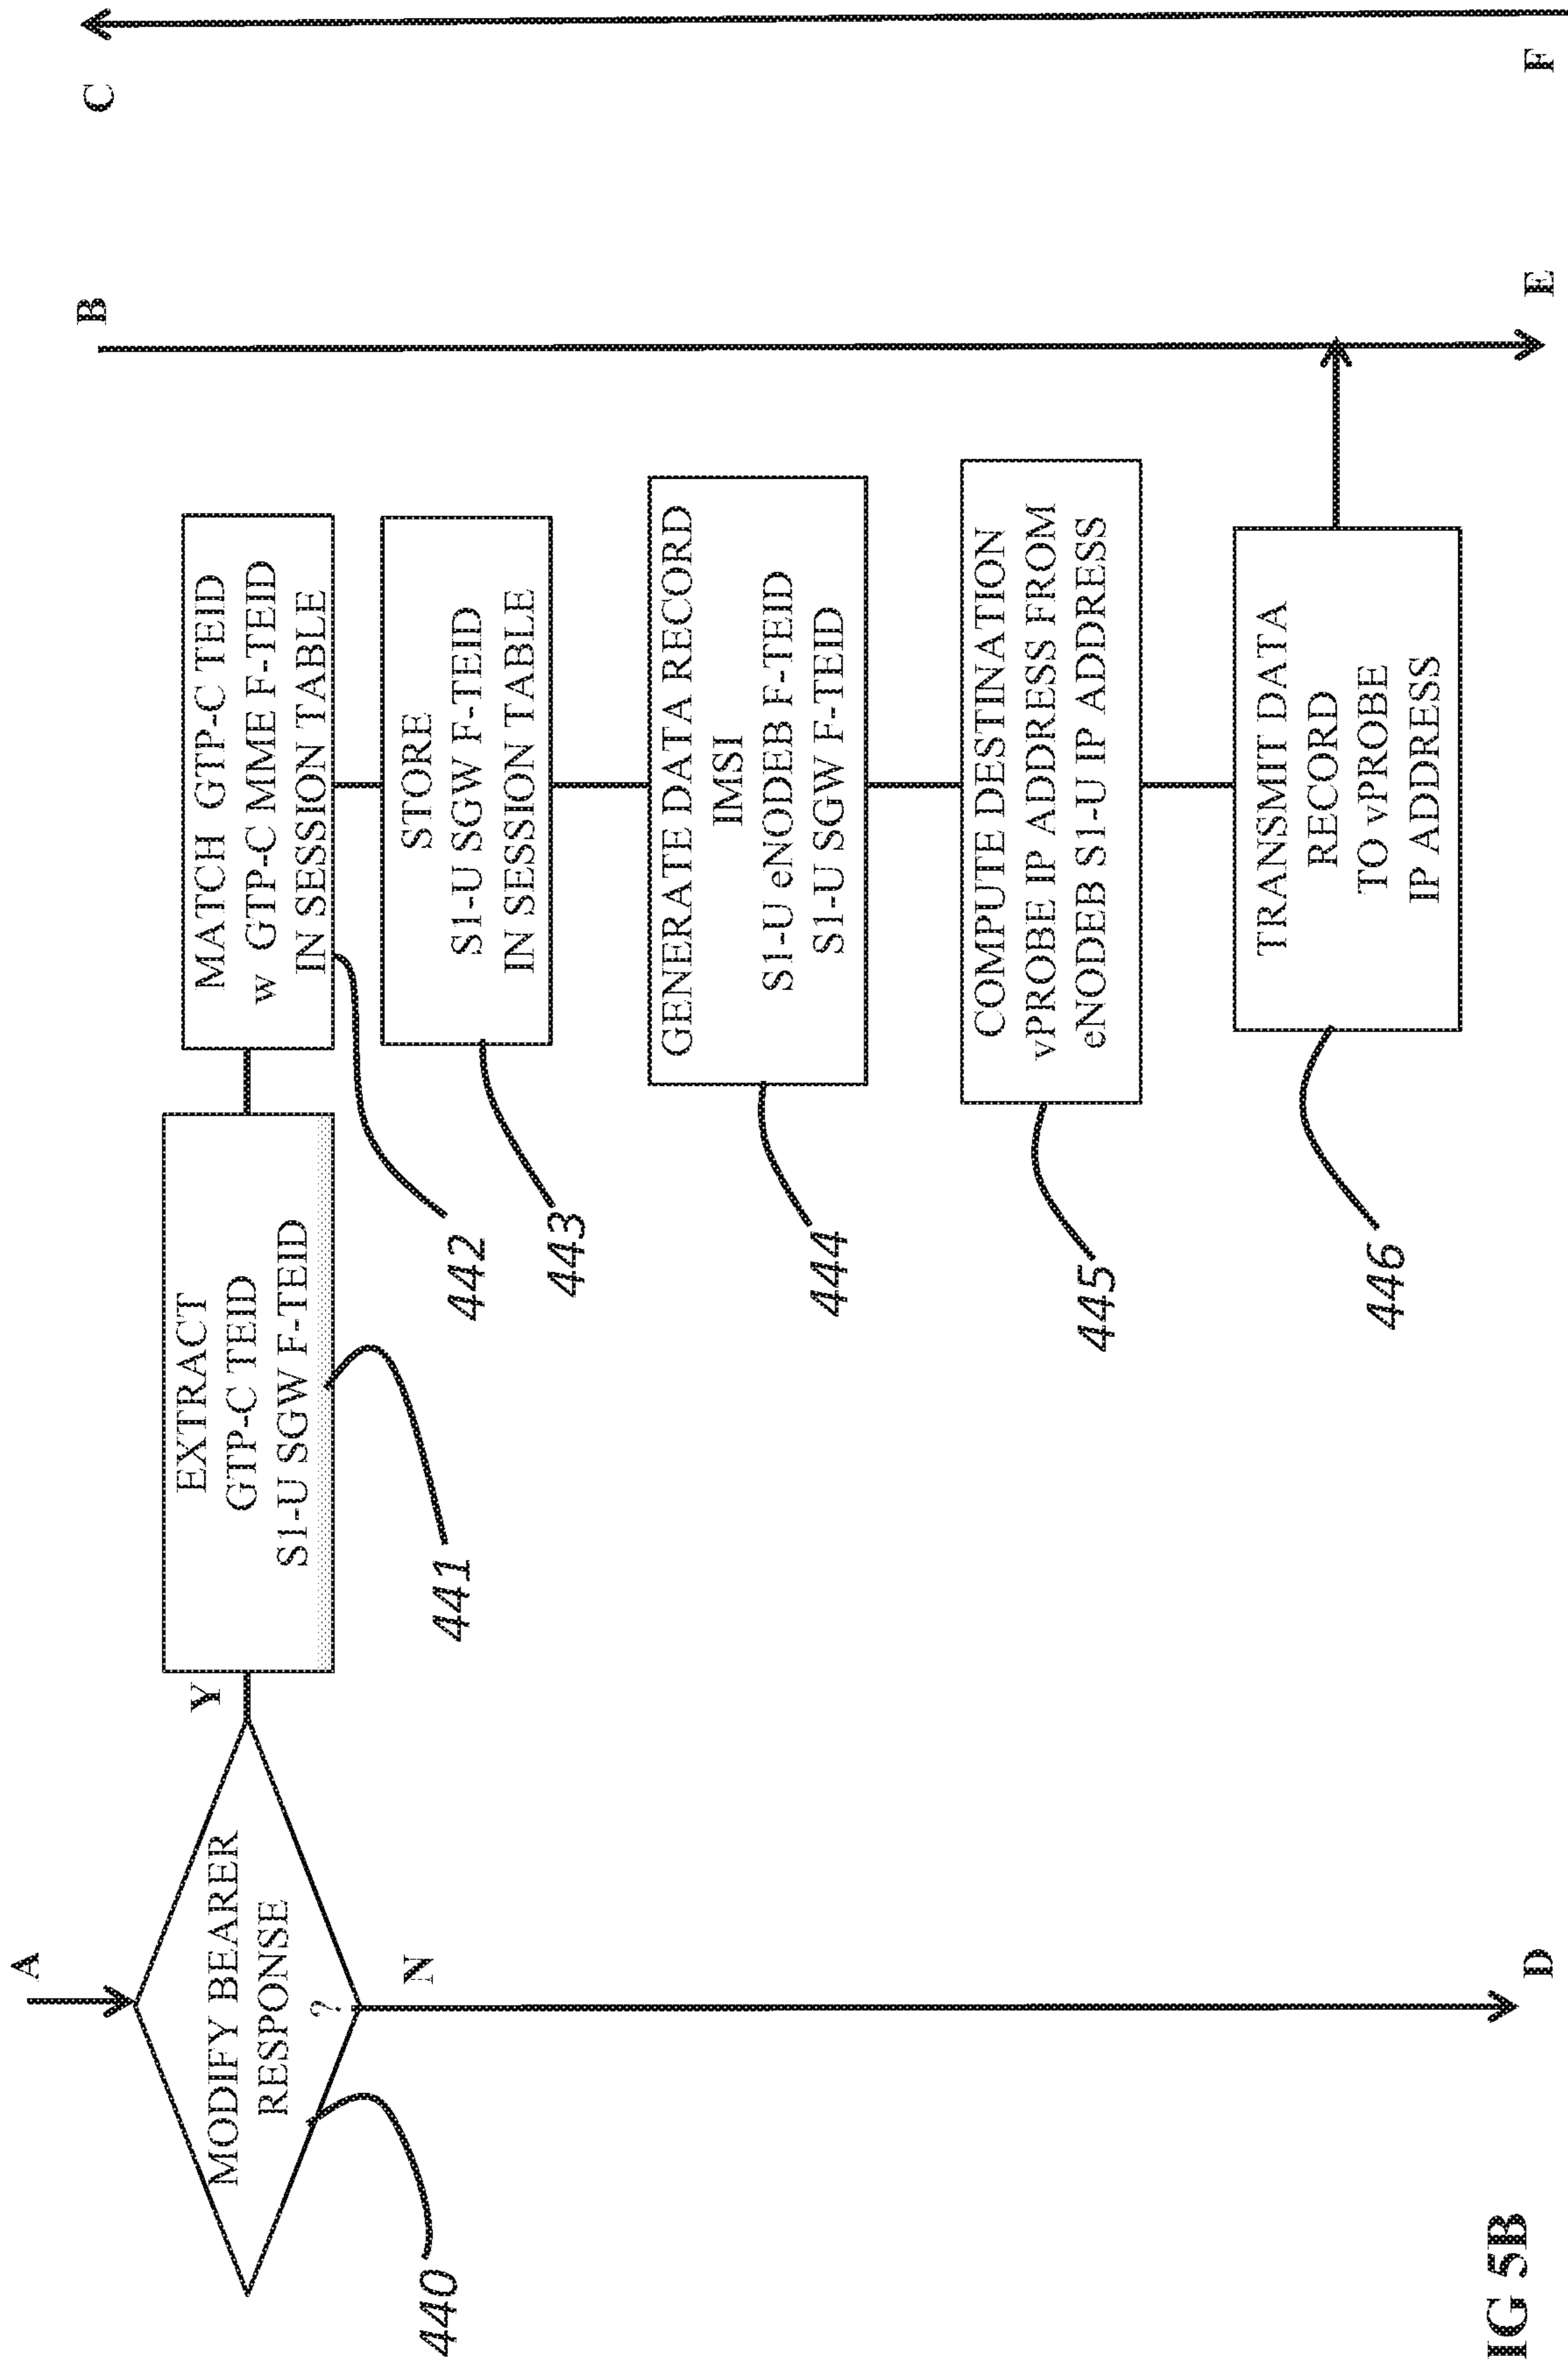 A
B
C
MODIFY BEARER
RESPONSE
?
Y
N
440
EXTRACT
GTP-C TEID
S1-U SGW F-TEID
441
MATCH GTP-C TEID
w GTP-C MME F-TEID
IN SESSION TABLE
442
STORE
S1-U SGW F-TEID
IN SESSION TABLE
443
GENERATE DATA RECORD
IMSI
S1-U eNODEB F-TEID
S1-U SGW F-TEID
444
COMPUTE DESTINATION
vPROBE IP ADDRESS FROM
eNODEB S1-U IP ADDRESS
445
TRANSMIT DATA
RECORD
TO vPROBE
IP ADDRESS
446
D
E
F
IG 5B